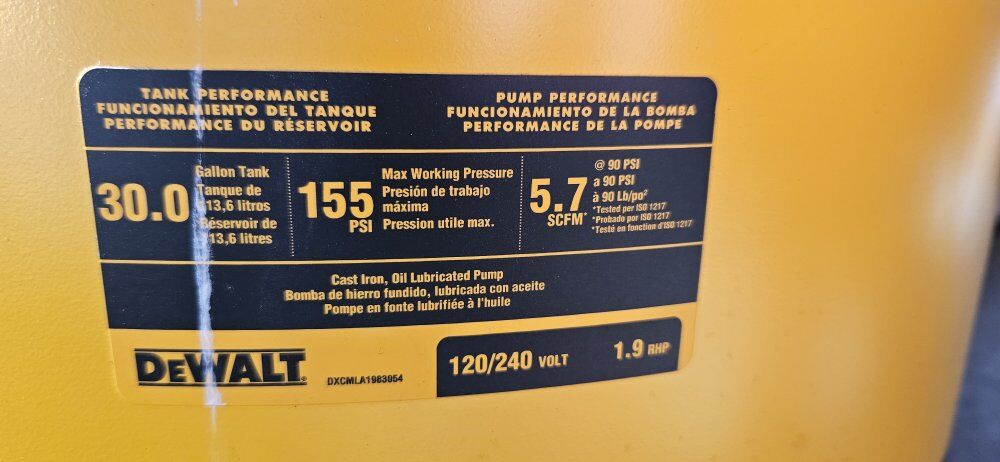 TANK PERFORMANCE
FUNCIONAMIENTO DEL TANQUE
PERFORMANCE DU RÉSERVOIR
PUMP PERFORMANCE
FUNCIONAMIENTO DE LA BOMBA
PERFORMANCE DE LA POMPE
30.0
Gallon Tank
Tanque de
113,6 litros
Réservoir de
113,6 litres
155
PSI
Max Working Pressure
Presión de trabajo
máxima
Pression utile max.
5.7
SCFM*
@ 90 PSI
a 90 PSI
à 90 Lb/po²
*Tested per ISO 1217
*Probado por ISO 1217
*Testé en fonction d'ISO 1217
Cast Iron, Oil Lubricated Pump
Bomba de hierro fundido, lubricada con aceite
Pompe en fonte lubrifiée à l'huile
DEWALT
DXCMLA1983054
120/240 VOLT
1.9 RHP